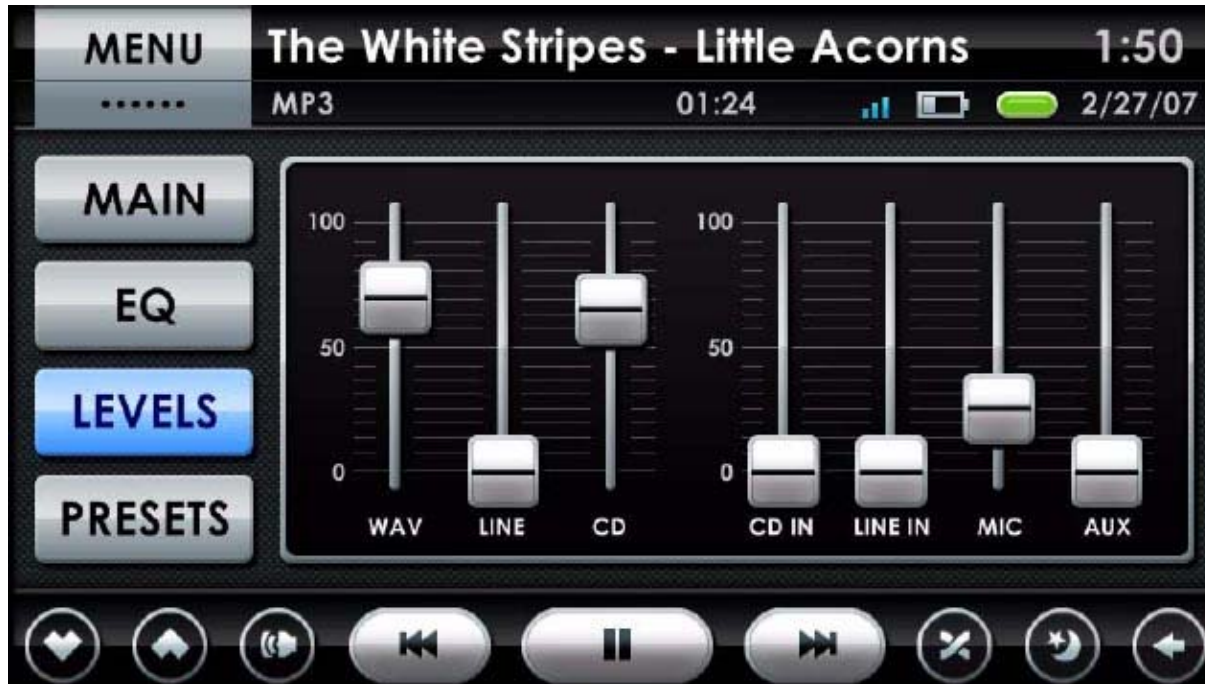 MENU
The White Stripes - Little Acorns 1:50
MP3 01:24 2/27/07
MAIN
EQ
LEVELS
PRESETS
100 100
50 50
0 0
WAV LINE CD CD IN LINE IN MIC AUX